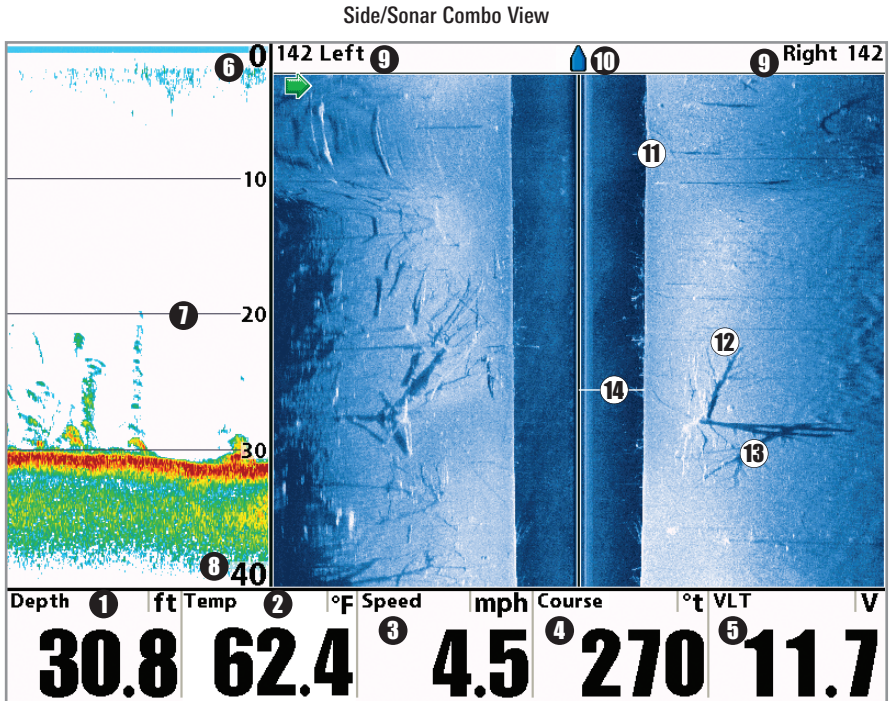 Side/Sonar Combo View
0 142 Left 9 10 9 Right 142
6
11
10
7 20
12
14
30
13
8 40
Depth 1 ft Temp 2 °F Speed mph Course °t VLT V
3 4 5
30.8 62.4 4.5 270 11.7